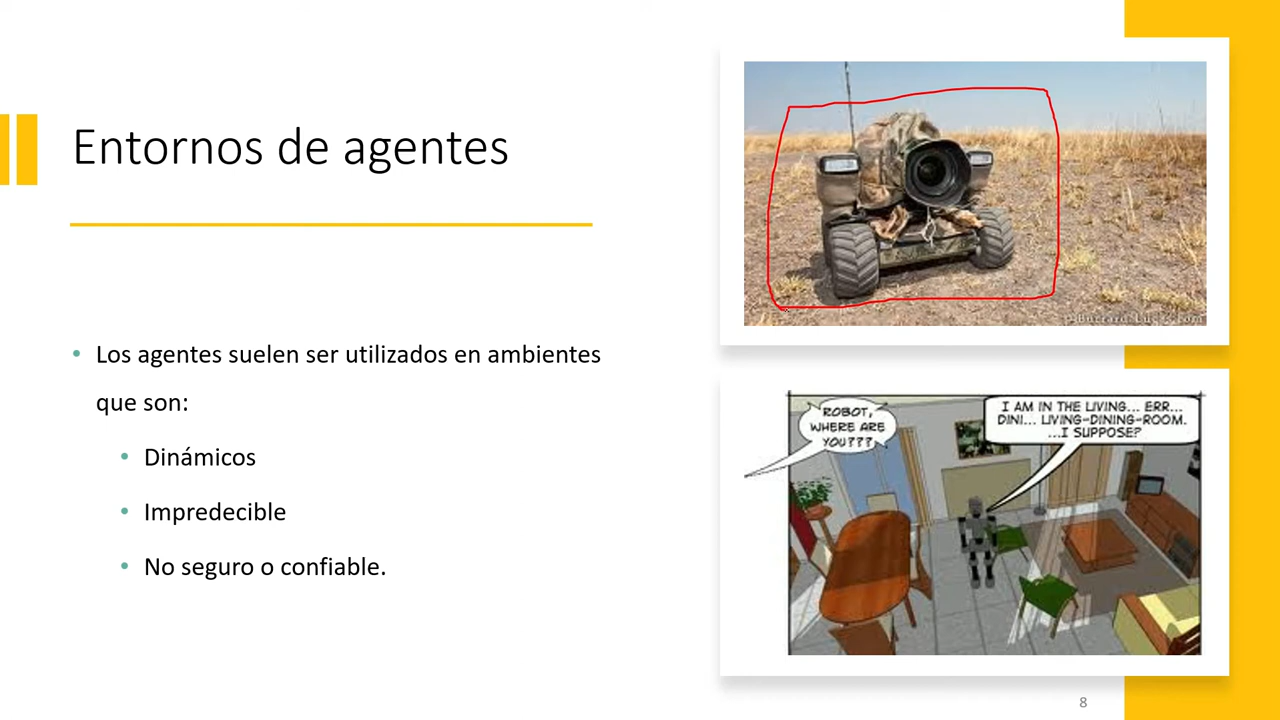 Entornos de agentes
• Los agentes suelen ser utilizados en ambientes
que son:
• Dinámicos
• Impredecible
• No seguro o confiable.
ROBOT,
WHERE ARE
YOU???
I AM IN THE LIVING... ERR...
DINI... LIVING-DINING-ROOM.
...I SUPPOSE?
8